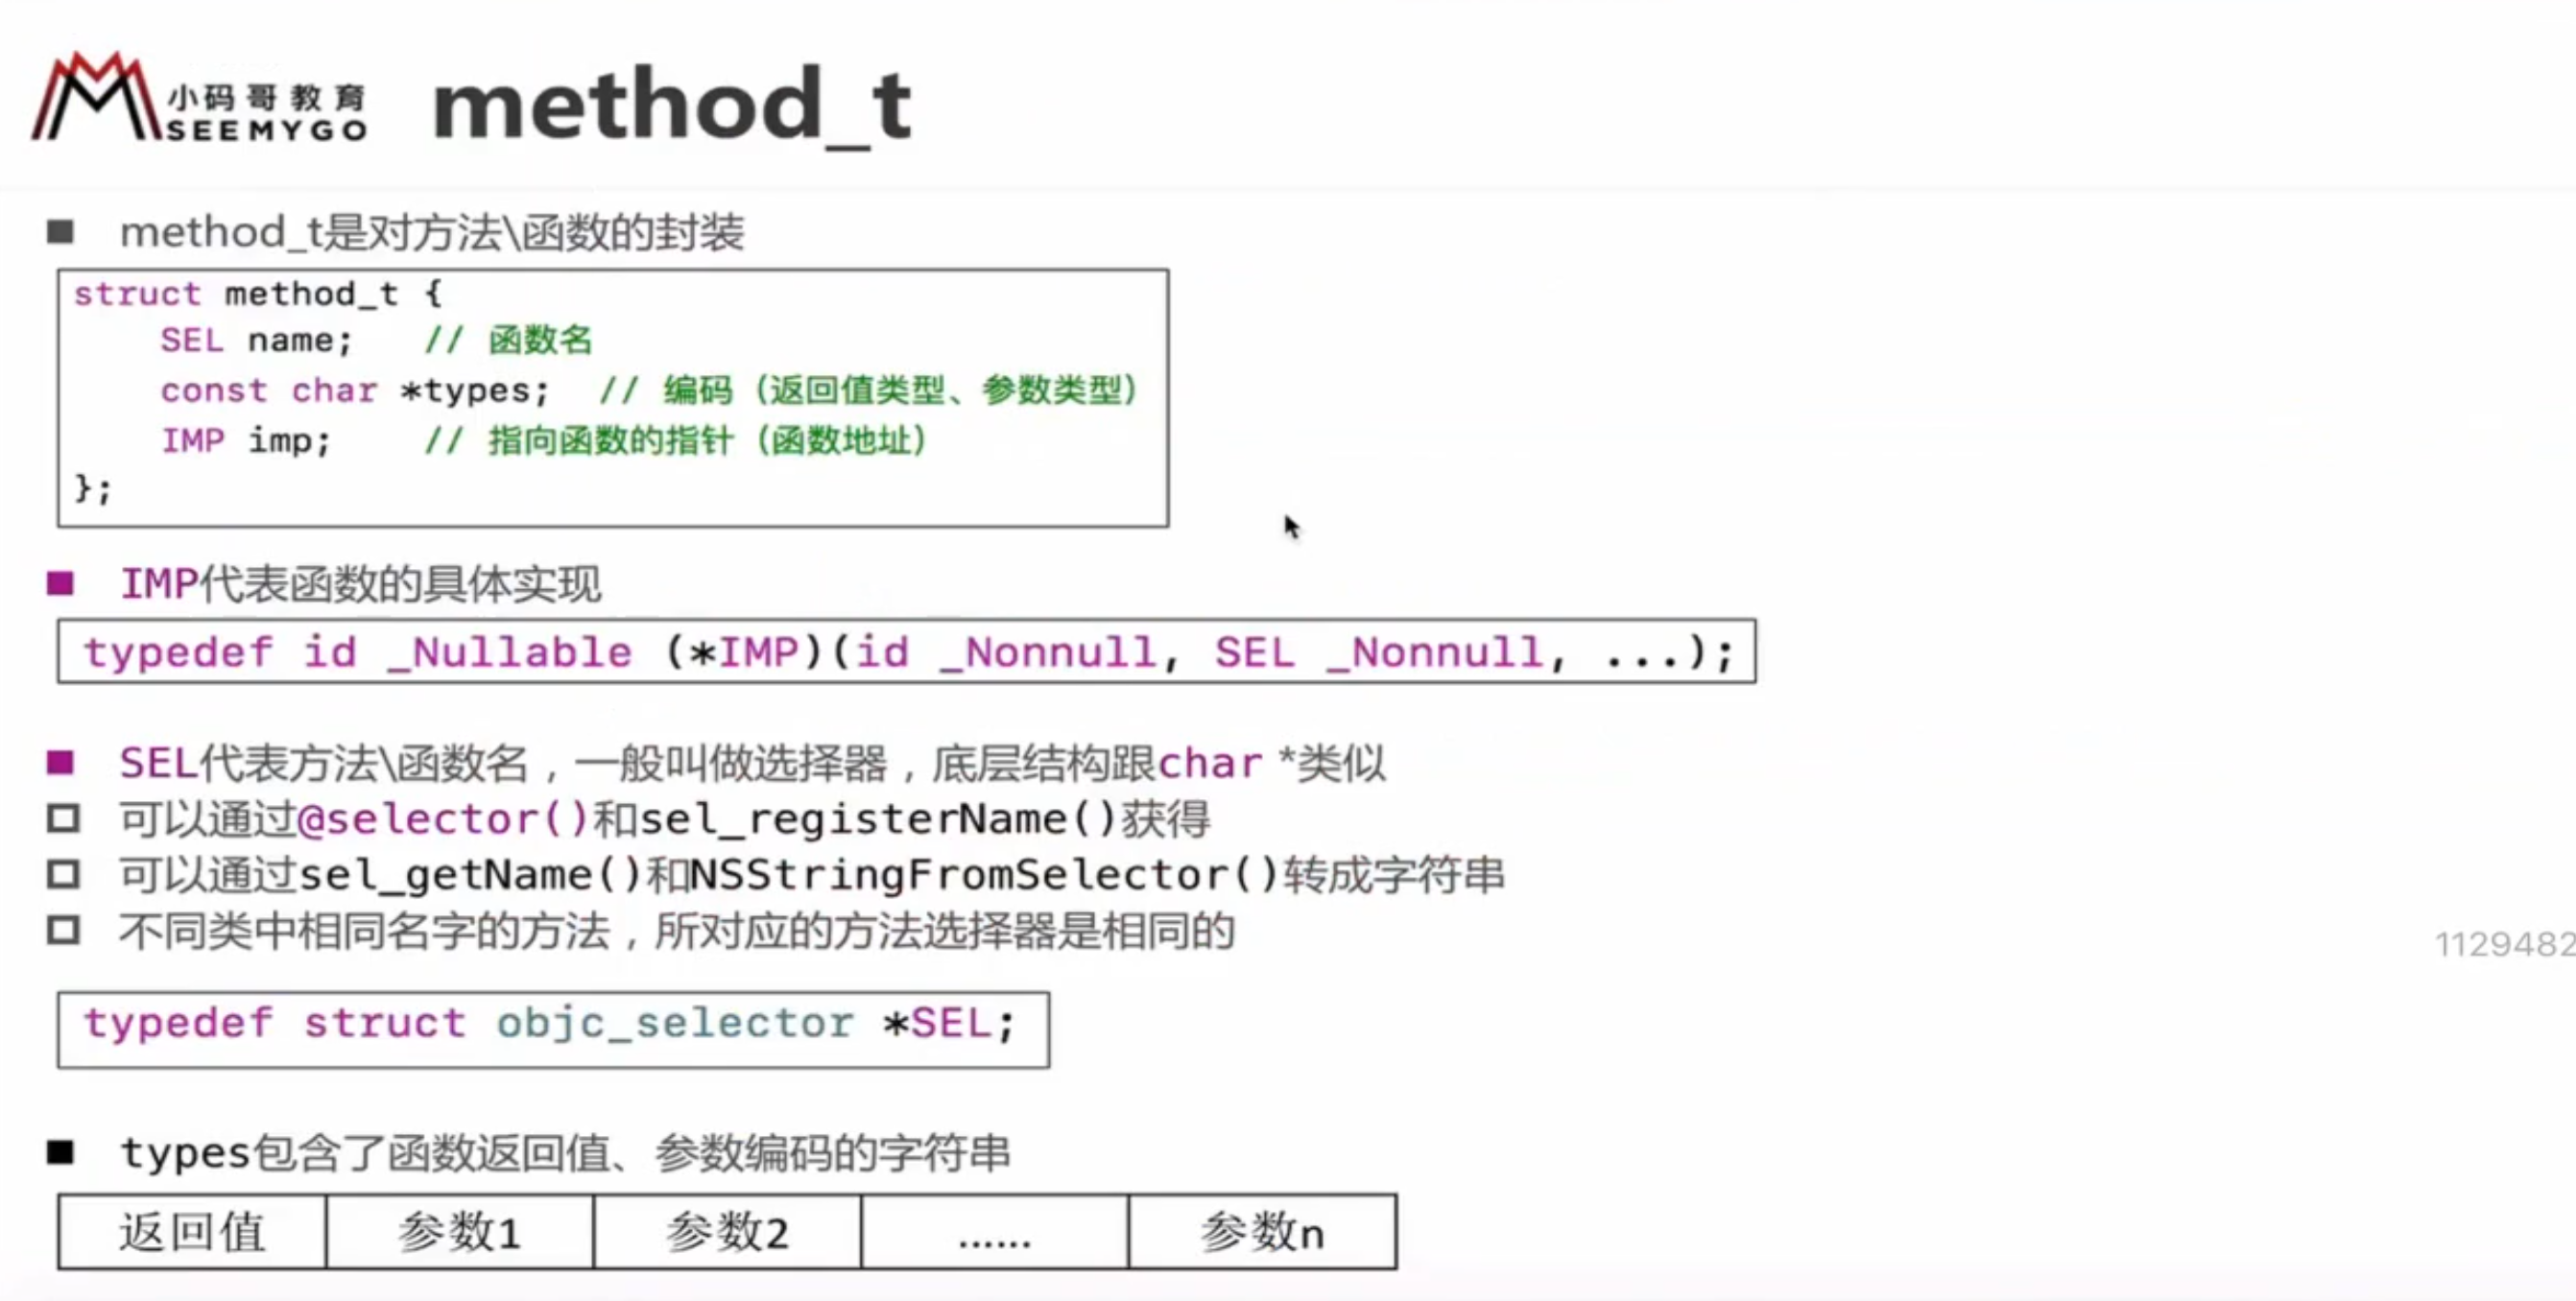 小码哥教育
SEEMYGO
method_t
method_t是对方法\函数的封装
struct method_t {
SEL name; // 函数名
const char *types; // 编码（返回值类型、参数类型）
IMP imp; // 指向函数的指针（函数地址）
};
IMP代表函数的具体实现
typedef id _Nullable (*IMP)(id _Nonnull, SEL _Nonnull, ...);
SEL代表方法\函数名，一般叫做选择器，底层结构跟char *类似
可以通过@selector()和sel_registerName()获得
可以通过sel_getName()和NSStringFromSelector()转成字符串
不同类中相同名字的方法，所对应的方法选择器是相同的
1129482
typedef struct objc_selector *SEL;
types包含了函数返回值、参数编码的字符串
返回值 参数1 参数2 ...... 参数n